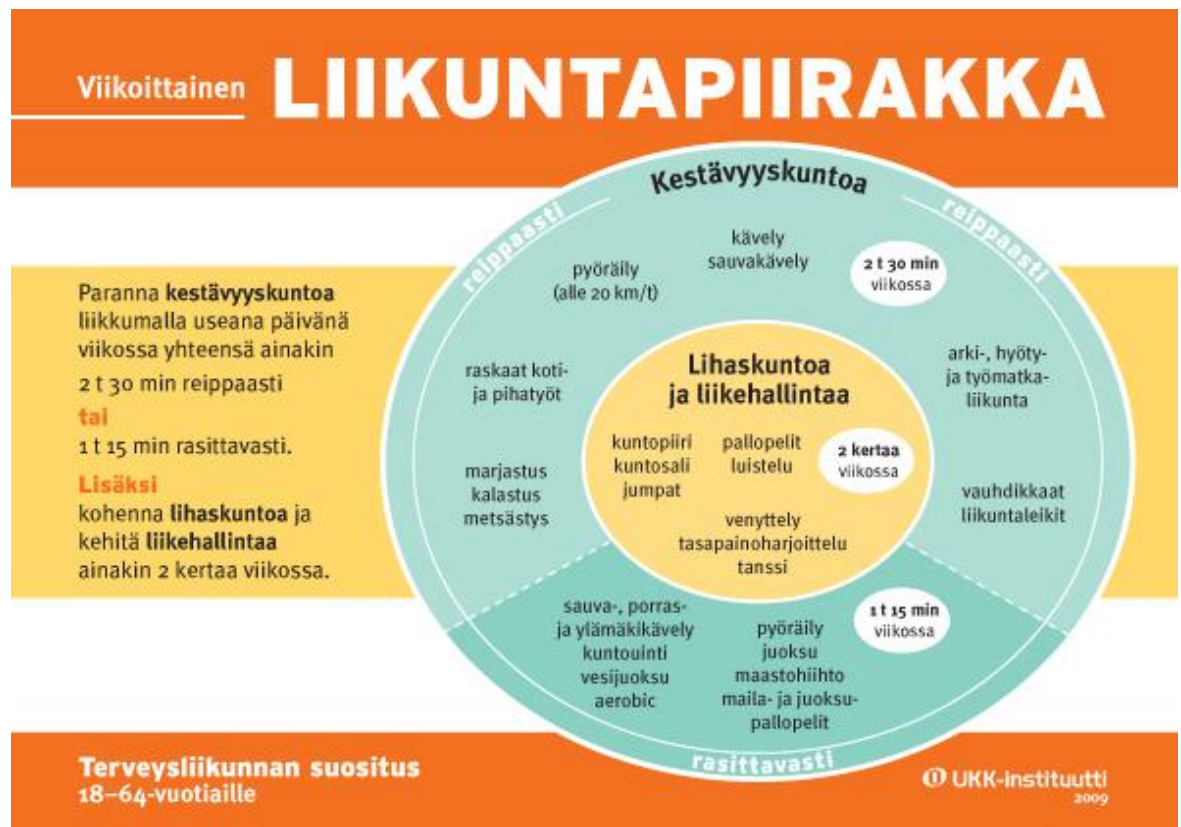 Viikoittainen LIIKUNTAPIIRAKKA
Paranna kestävyyskuntoa
liikkumalla useana päivänä
viikossa yhteensä ainakin
2 t 30 min reippaasti
tai
1 t 15 min rasittavasti.
Lisäksi
kohenna lihaskuntoa ja
kehitä liikehallintaa
ainakin 2 kertaa viikossa.
Kestävyyskuntoa
reippaasti
reippaasti
kävely
sauvakävely
2 t 30 min
viikossa
pyöräily
(alle 20 km/t)
raskaat koti-
ja pihatyöt
marjastus
kalastus
metsästys
arki-, hyöty-
ja työmatka-
liikunta
vauhdikkaat
liikuntaleikit
Lihaskuntoa
ja liikehallintaa
kuntopiiri
kuntosali
jumpat
pallopelit
luistelu
2 kertaa
viikossa
venyttely
tasapainoharjoittelu
tanssi
sauva-, porras-
ja ylämäkikävely
kuntouinti
vesijuoksu
aerobic
pyöräily
juoksu
maastohiihto
maila- ja juoksu-
pallopelit
1 t 15 min
viikossa
rasittavasti
Terveysliikunnan suositus
18–64-vuotiaille
UKK-instituutti
2009